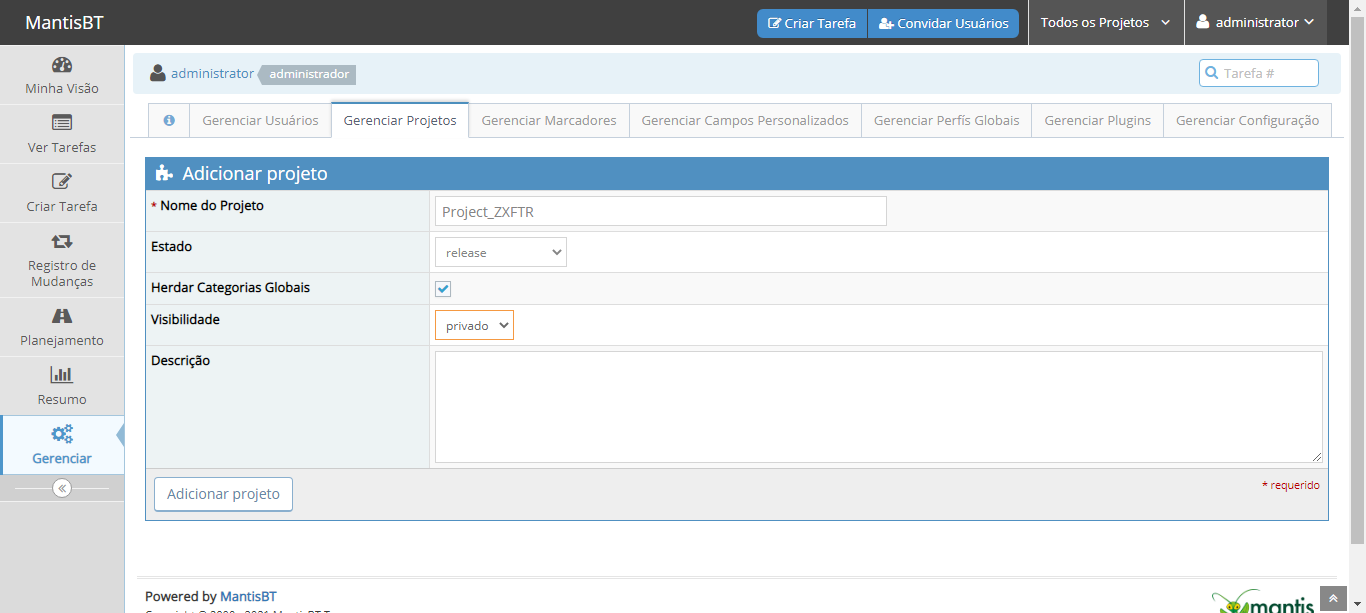 MantisBT
Criar Tarefa
Convidar Usuários
Todos os Projetos
administrator
Minha Visão
Ver Tarefas
Criar Tarefa
Registro de
Mudanças
Planejamento
Resumo
Gerenciar
administrator administrador
Tarefa #
Gerenciar Usuários
Gerenciar Projetos
Gerenciar Marcadores
Gerenciar Campos Personalizados
Gerenciar Perfís Globais
Gerenciar Plugins
Gerenciar Configuração
Adicionar projeto
* Nome do Projeto
Project_ZXFTR
Estado
release
Herdar Categorias Globais
Visibilidade
privado
Descrição
Adicionar projeto
* requerido
Powered by MantisBT
mantis